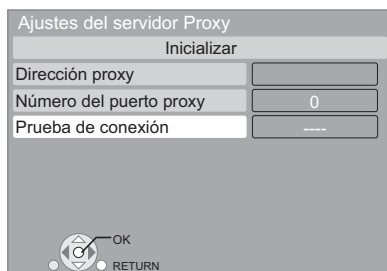 Ajustes del servidor Proxy
Inicializar
Dirección proxy
Número del puerto proxy 0
Prueba de conexión ----
OK
RETURN